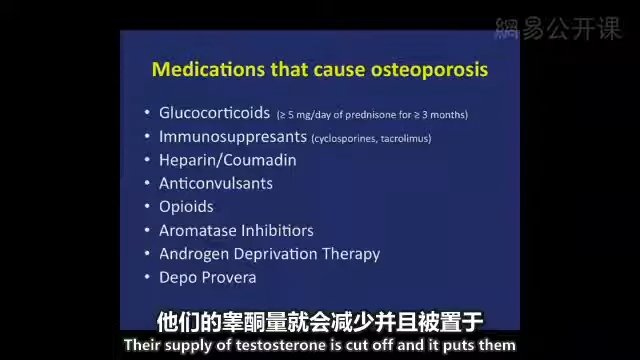 網易公开课
Medications that cause osteoporosis
• Glucocorticoids (≥ 5 mg/day of prednisone for ≥ 3 months)
• Immunosuppresants (cyclosporines, tacrolimus)
• Heparin/Coumadin
• Anticonvulsants
• Opioids
• Aromatase Inhibitiors
• Androgen Deprivation Therapy
• Depo Provera
他们的睾酮量就会减少并且被置于
Their supply of testosterone is cut off and it puts them